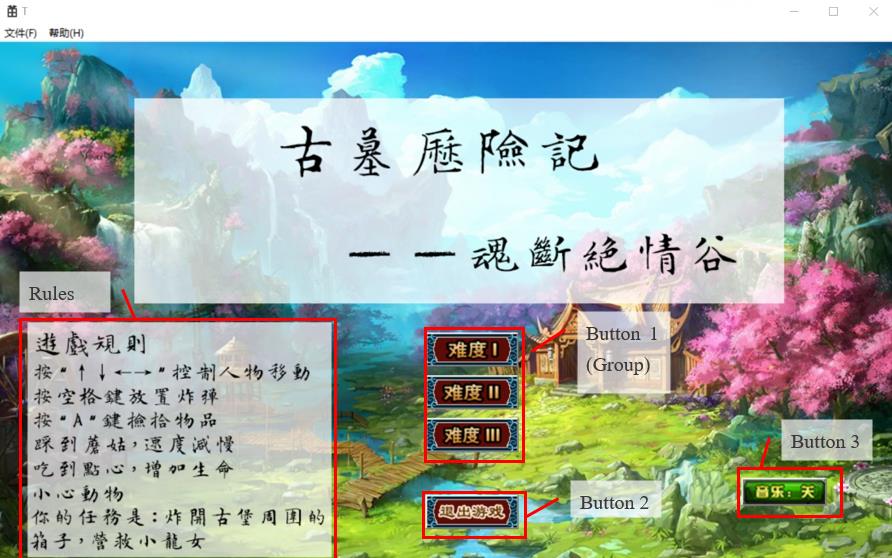 T
文件(F) 帮助(H)
古墓歷險記
——魂斷絕情谷
Rules
遊戲規則
按“↑↓←→”控制人物移動
按空格鍵放置炸彈
按“A”鍵撿拾物品
踩到蘑菇，速度減慢
吃到點心，增加生命
小心動物
你的任務是：炸開古堡周圍的
箱子，營救小龍女
Button 1
(Group)
难度 I
难度 II
难度 III
Button 2
退出游戏
Button 3
音乐：关